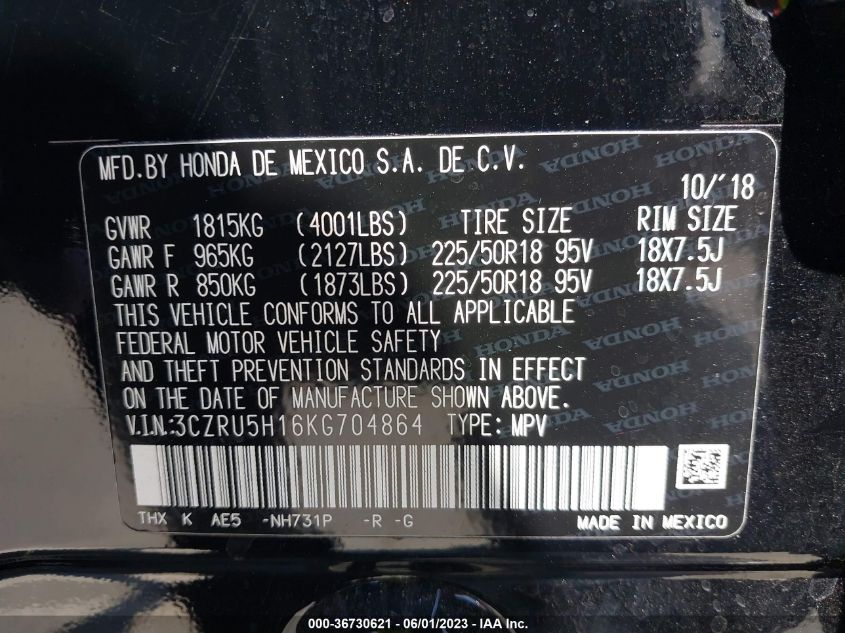 MFD.BY HONDA DE MEXICO S.A. DE C.V.
10/'18
GVWR 1815KG (4001LBS) TIRE SIZE RIM SIZE
GAWR F 965KG (2127LBS) 225/50R18 95V 18X7.5J
GAWR R 850KG (1873LBS) 225/50R18 95V 18X7.5J
THIS VEHICLE CONFORMS TO ALL APPLICABLE
FEDERAL MOTOR VEHICLE SAFETY
AND THEFT PREVENTION STANDARDS IN EFFECT
ON THE DATE OF MANUFACTURE SHOWN ABOVE.
V.I.N.:3CZRU5H16KG704864 TYPE: MPV
THX K AE5 -NH731P -R -G MADE IN MEXICO
000-36730621 - 06/01/2023 - IAA Inc.